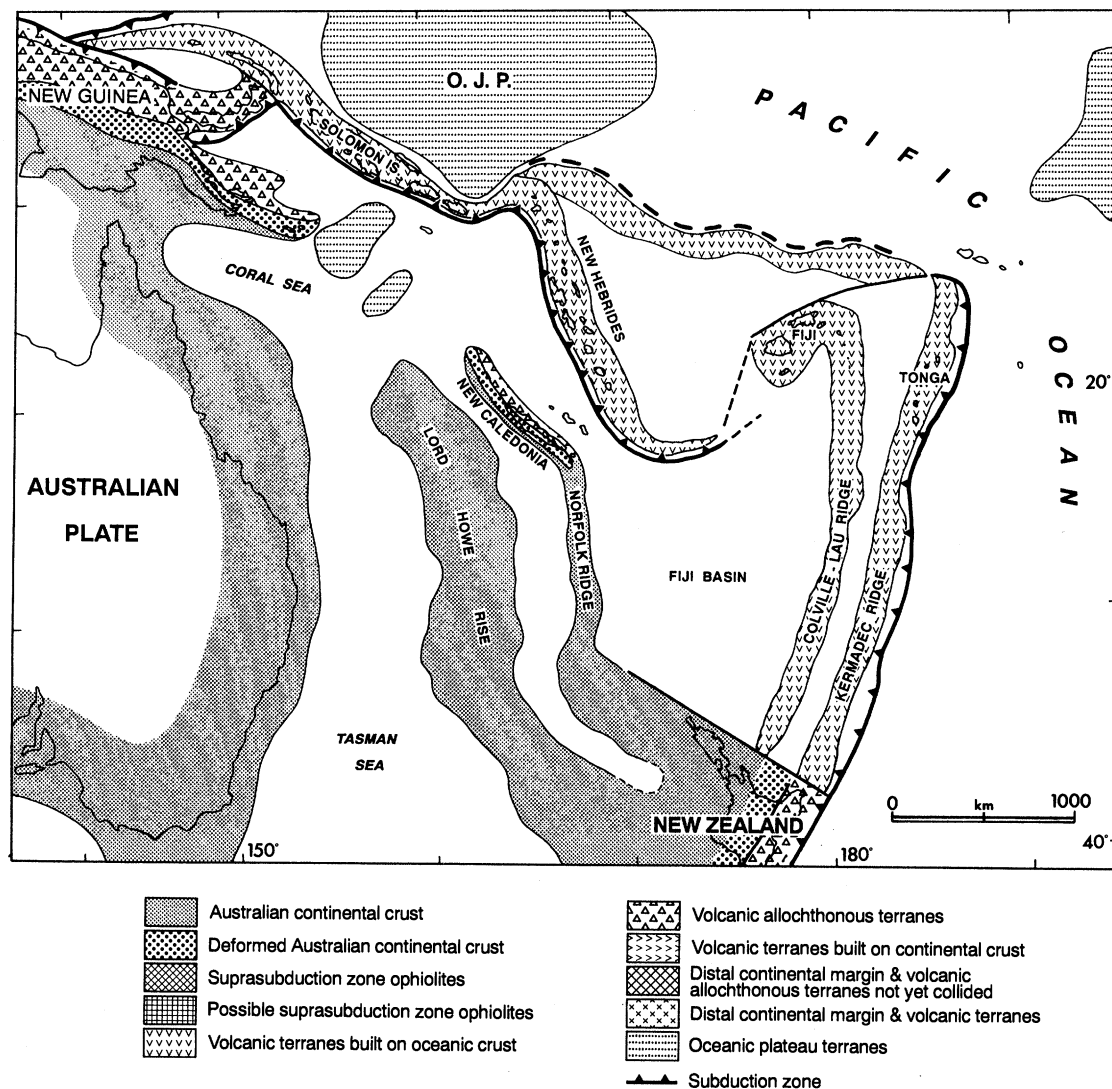 O. J. P.
PACIFIC
OCEAN
NEW GUINEA
SOLOMON IS
CORAL SEA
NEW HEBRIDES
FIJI
TONGA
20°
NEW CALEDONIA
LORD
HOWE
RISE
NORFOLK RIDGE
AUSTRALIAN
PLATE
FIJI BASIN
COLVILLE - LAU RIDGE
KERMADEC RIDGE
TASMAN
SEA
NEW ZEALAND
0 km 1000
150°
180°
40°
Australian continental crust
Deformed Australian continental crust
Suprasubduction zone ophiolites
Possible suprasubduction zone ophiolites
Volcanic terranes built on oceanic crust
Volcanic allochthonous terranes
Volcanic terranes built on continental crust
Distal continental margin & volcanic
allochthonous terranes not yet collided
Distal continental margin & volcanic terranes
Oceanic plateau terranes
Subduction zone